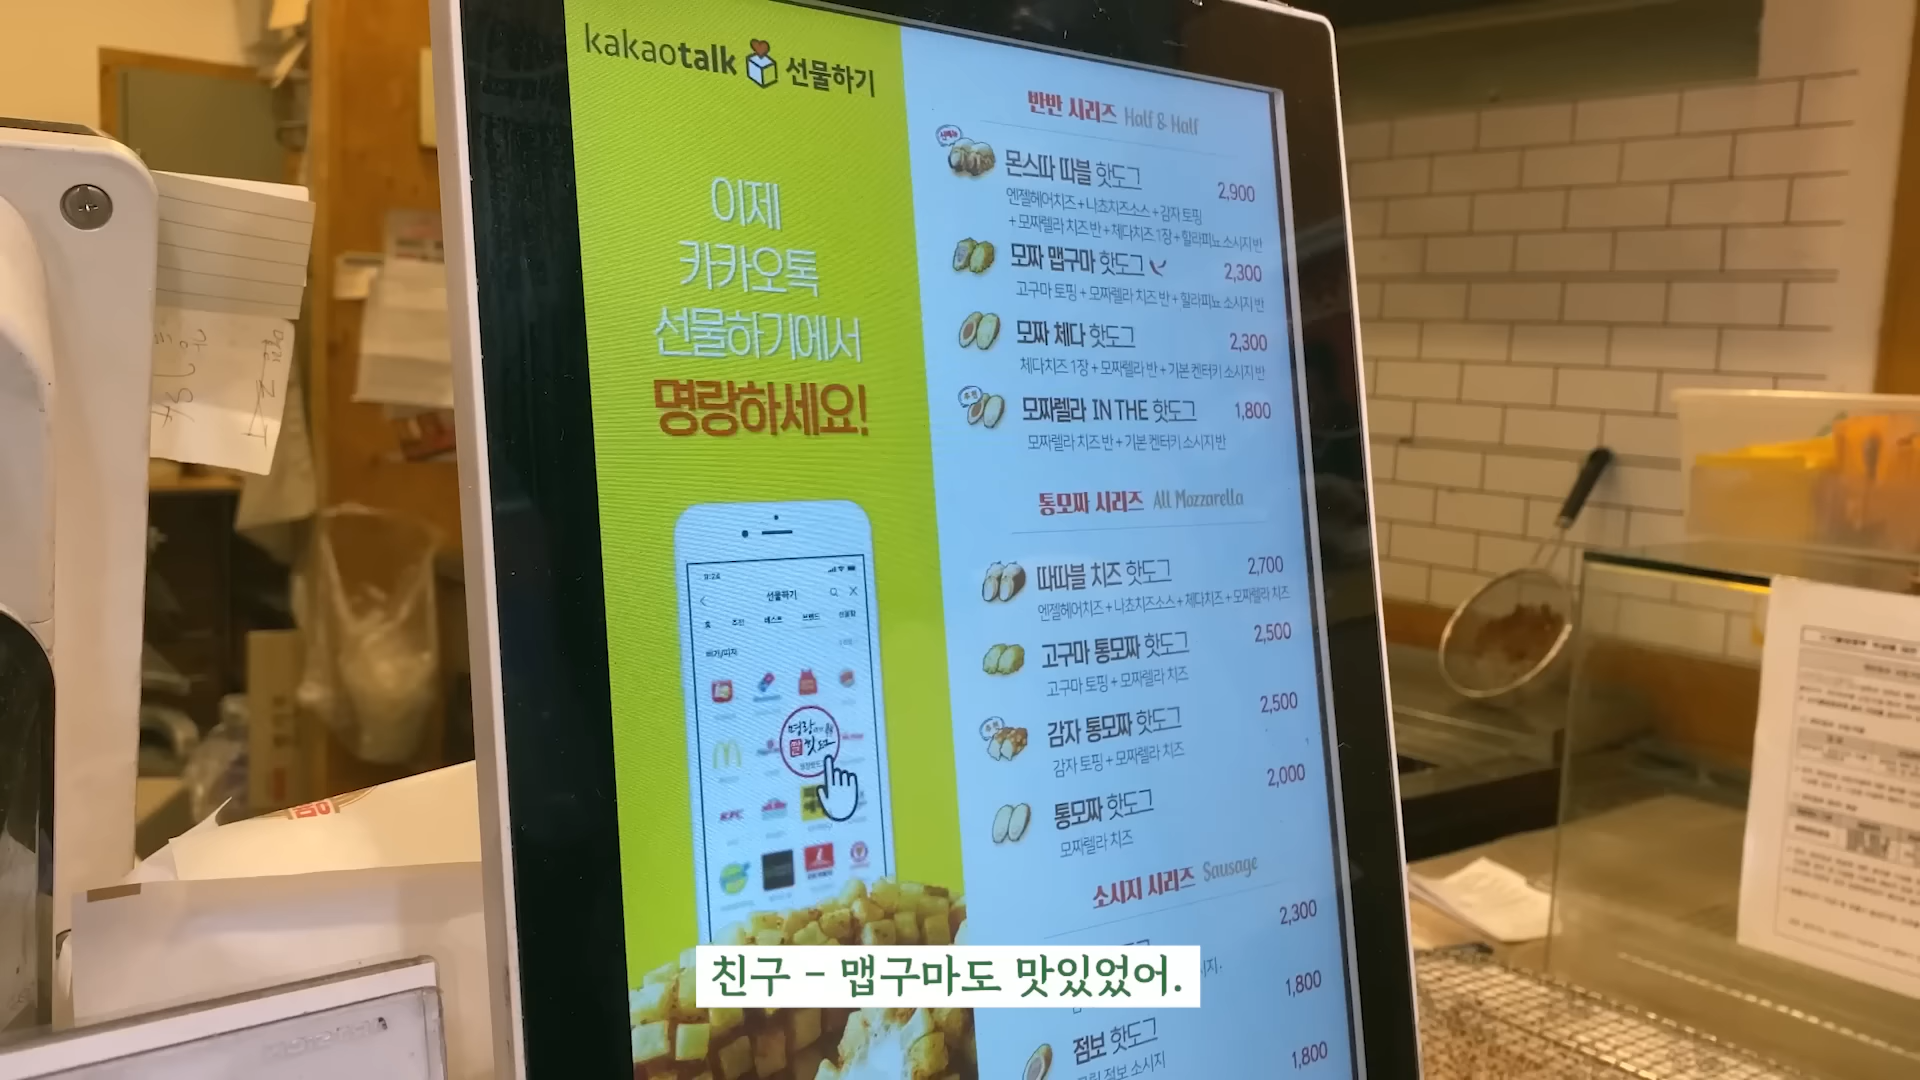 kakaotalk 선물하기
이제
카카오톡
선물하기에서
명랑하세요!
9:24
선물하기
반반 시리즈 Half & Half
몬스따 따블 핫도그 2,900
엔젤헤어치즈 + 나쵸치즈소스 + 감자 토핑
+ 모짜렐라 치즈 반 + 체다치즈 1장 + 할라피뇨 소시지 반
모짜 맵구마 핫도그 2,300
고구마 토핑 + 모짜렐라 치즈 반 + 할라피뇨 소시지 반
모짜 체다 핫도그 2,300
체다치즈 1장 + 모짜렐라 반 + 기본 켄터키 소시지 반
모짜렐라 IN THE 핫도그 1,800
모짜렐라 치즈 반 + 기본 켄터키 소시지 반
통모짜 시리즈 All Mozzarella
따따블 치즈 핫도그 2,700
엔젤헤어치즈 + 나쵸치즈소스 + 체다치즈 + 모짜렐라 치즈
고구마 통모짜 핫도그 2,500
고구마 토핑 + 모짜렐라 치즈
감자 통모짜 핫도그 2,500
감자 토핑 + 모짜렐라 치즈
통모짜 핫도그 2,000
모짜렐라 치즈
소시지 시리즈 Sausage
2,300
1,800
점보 핫도그 1,800
친구 - 맵구마도 맛있었어.